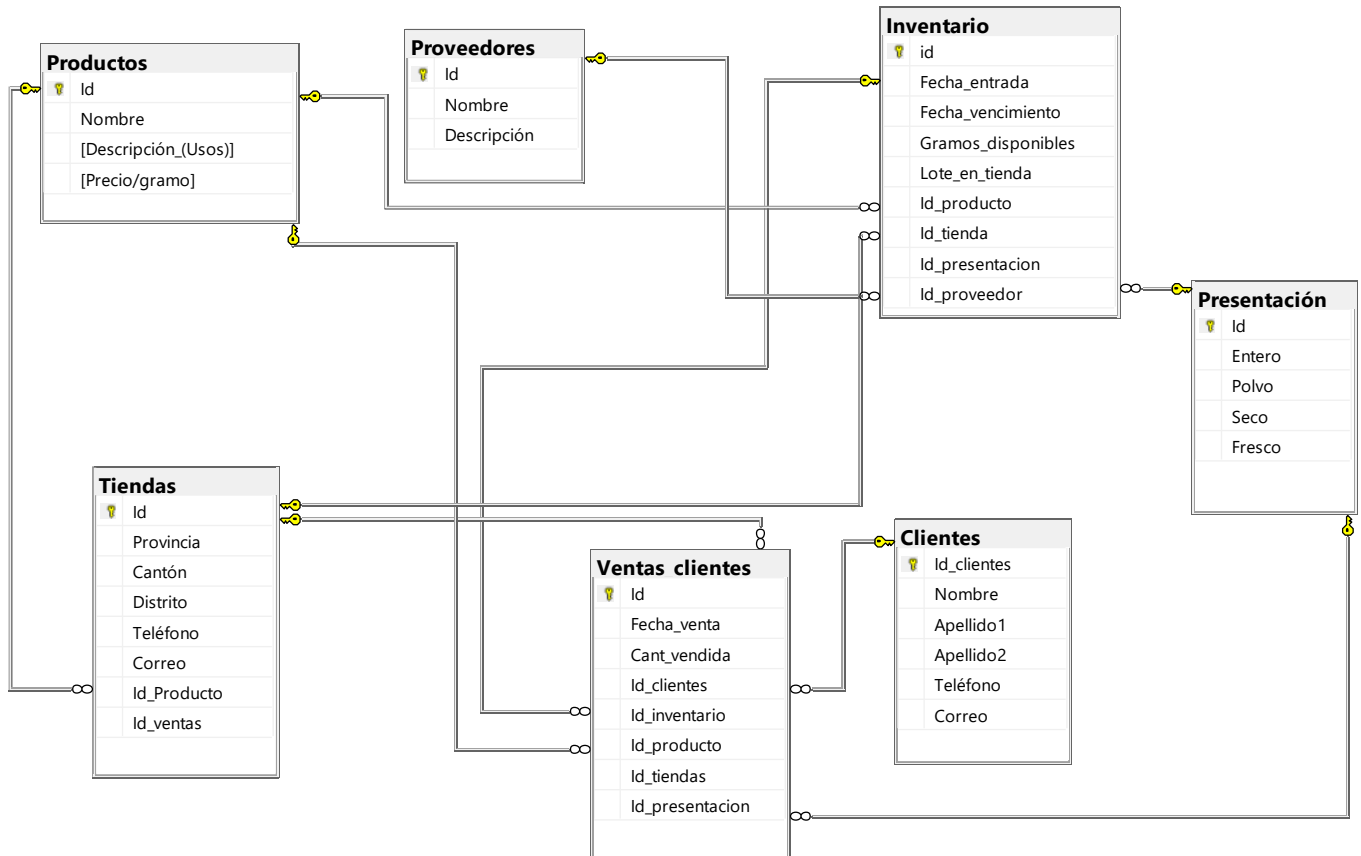 Productos
Id
Nombre
[Descripción_(Usos)]
[Precio/gramo]
Proveedores
Id
Nombre
Descripción
Inventario
id
Fecha_entrada
Fecha_vencimiento
Gramos_disponibles
Lote_en_tienda
Id_producto
Id_tienda
Id_presentacion
Id_proveedor
Presentación
Id
Entero
Polvo
Seco
Fresco
Tiendas
Id
Provincia
Cantón
Distrito
Teléfono
Correo
Id_Producto
Id_ventas
Ventas clientes
Id
Fecha_venta
Cant_vendida
Id_clientes
Id_inventario
Id_producto
Id_tiendas
Id_presentacion
Clientes
Id_clientes
Nombre
Apellido1
Apellido2
Teléfono
Correo